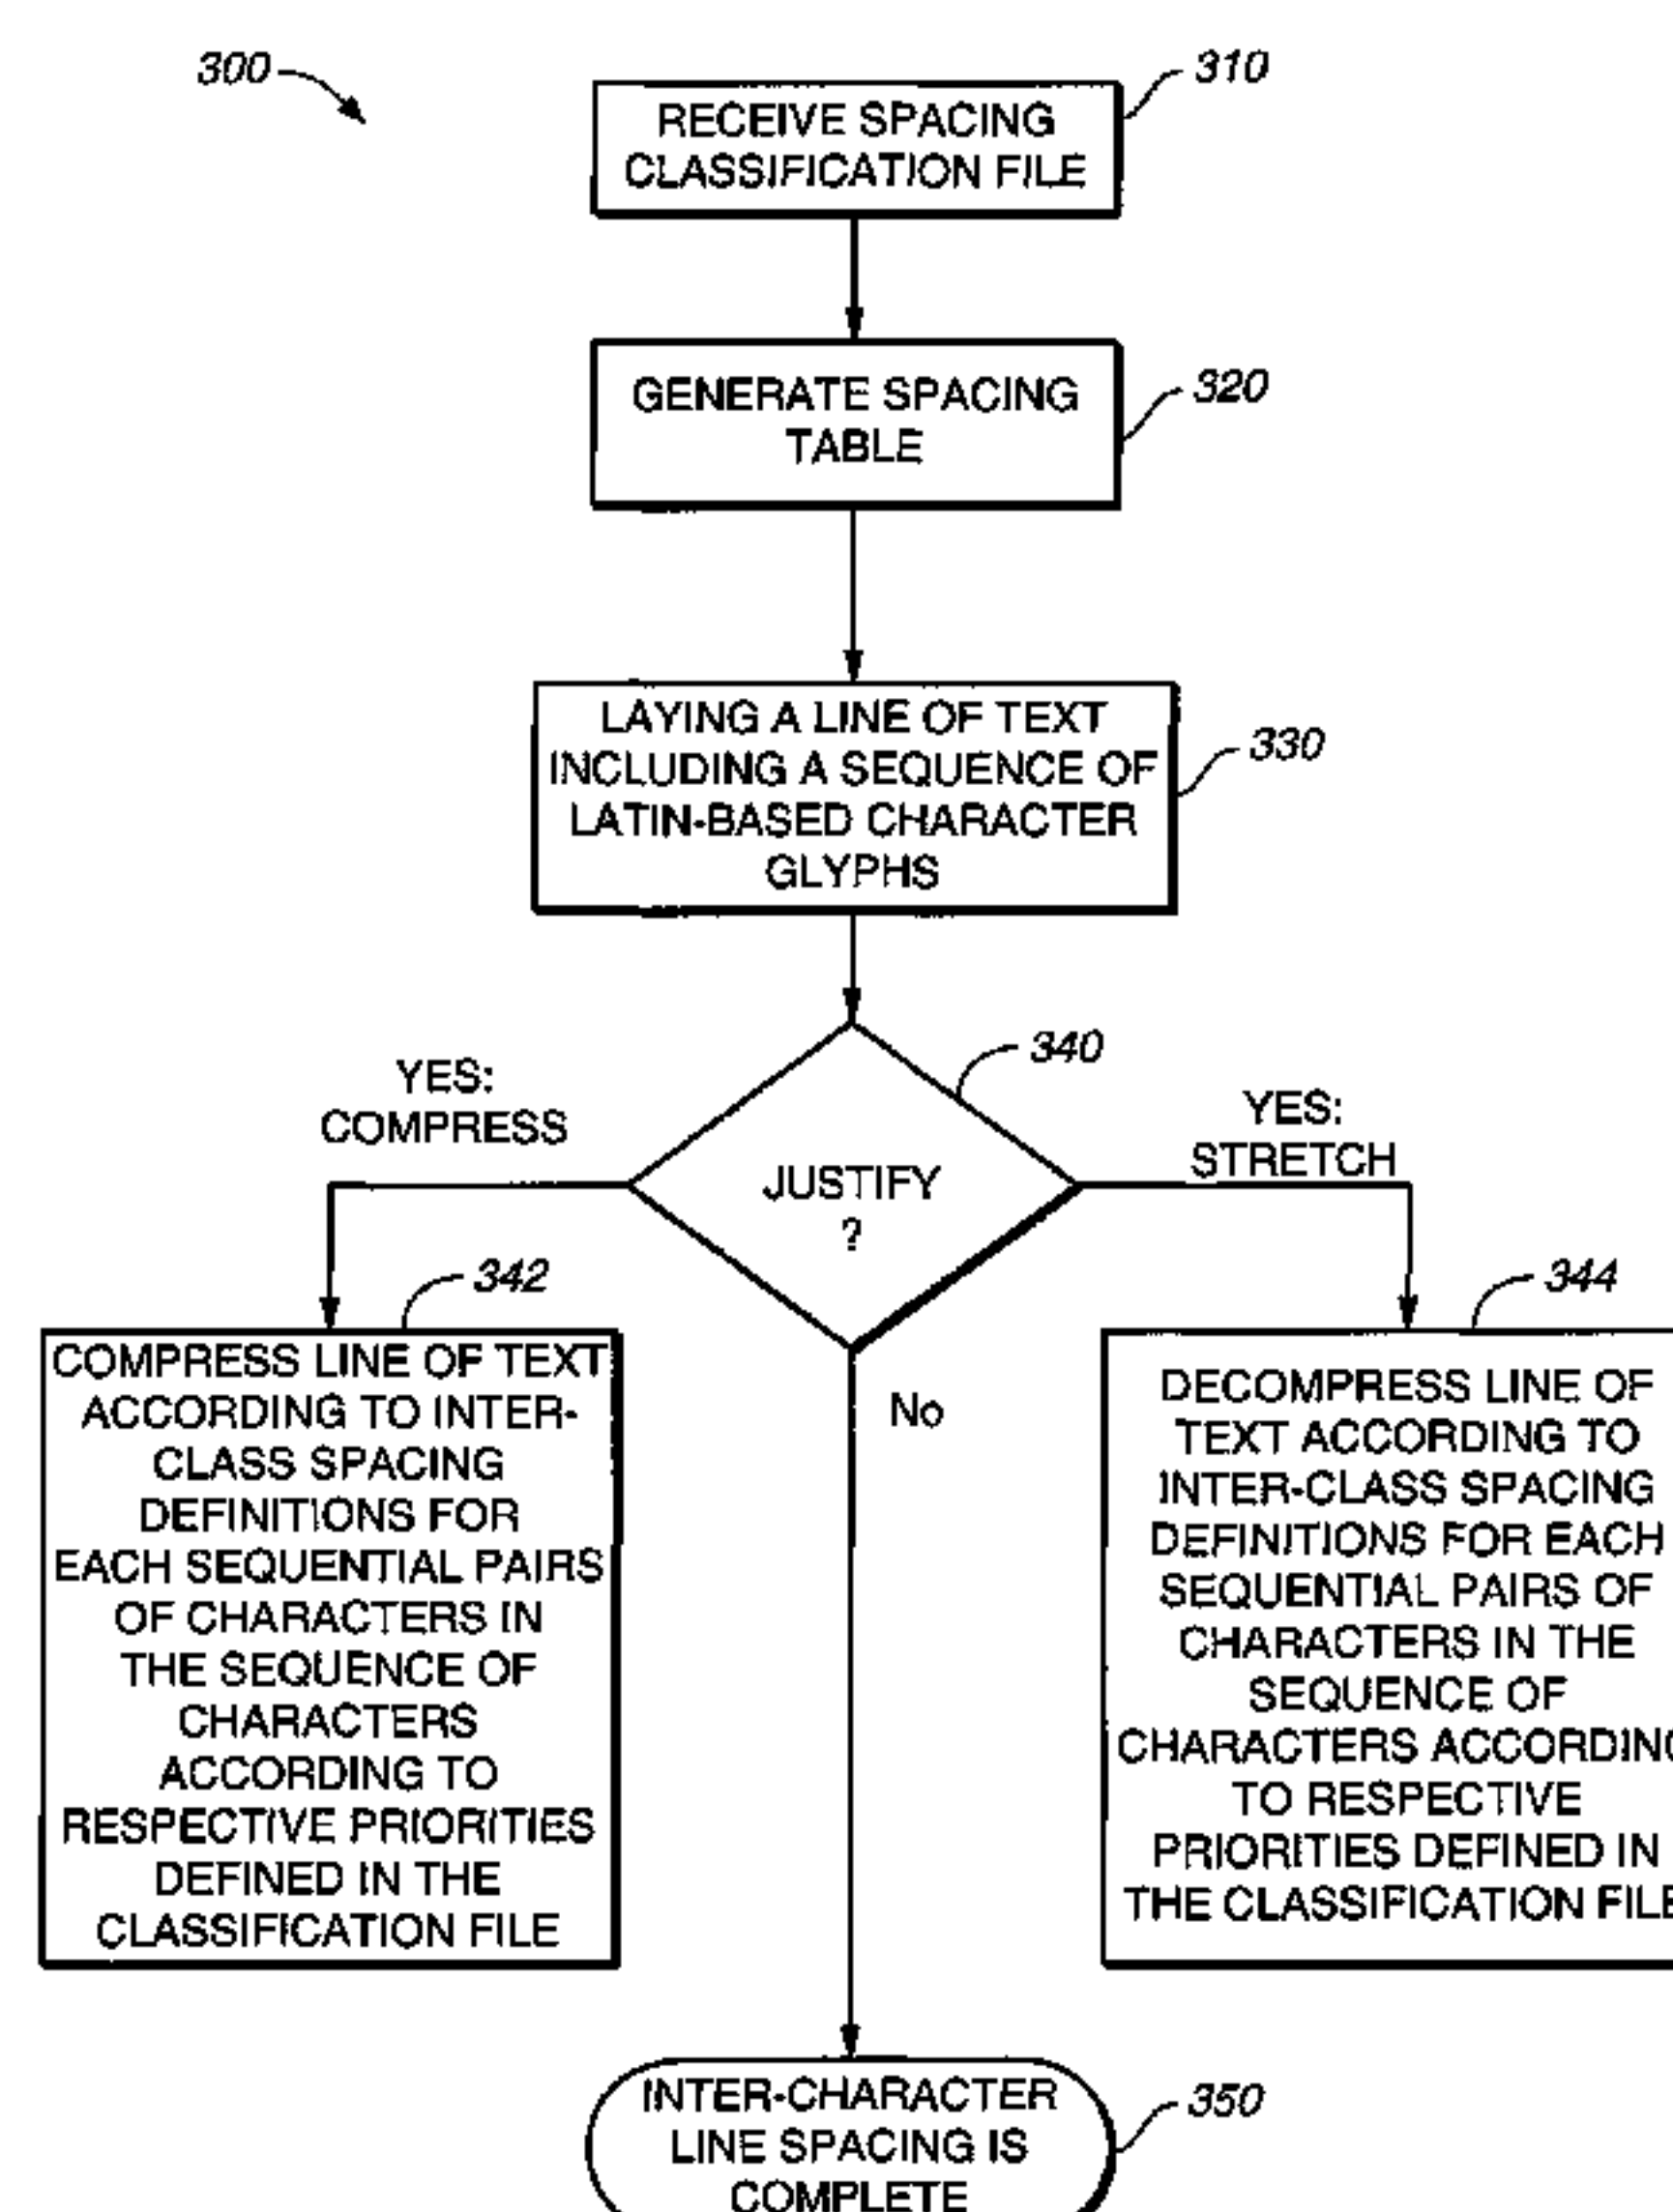 300
310
RECEIVE SPACING
CLASSIFICATION FILE
320
GENERATE SPACING
TABLE
330
LAYING A LINE OF TEXT
INCLUDING A SEQUENCE OF
LATIN-BASED CHARACTER
GLYPHS
340
JUSTIFY
?
YES:
COMPRESS
YES:
STRETCH
No
342
COMPRESS LINE OF TEXT
ACCORDING TO INTER-
CLASS SPACING
DEFINITIONS FOR
EACH SEQUENTIAL PAIRS
OF CHARACTERS IN
THE SEQUENCE OF
CHARACTERS
ACCORDING TO
RESPECTIVE PRIORITIES
DEFINED IN THE
CLASSIFICATION FILE
344
DECOMPRESS LINE OF
TEXT ACCORDING TO
INTER-CLASS SPACING
DEFINITIONS FOR EACH
SEQUENTIAL PAIRS OF
CHARACTERS IN THE
SEQUENCE OF
CHARACTERS ACCORDING
TO RESPECTIVE
PRIORITIES DEFINED IN
THE CLASSIFICATION FILE
350
INTER-CHARACTER
LINE SPACING IS
COMPLETE